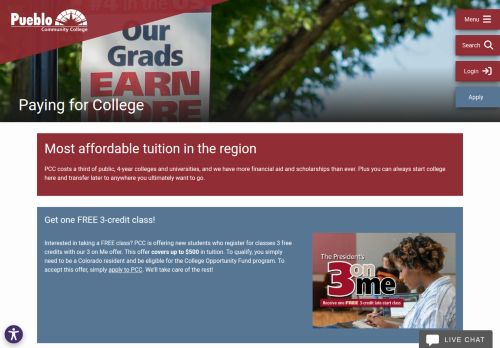 Pueblo
Community College
#4 in the US
Our
Grads
EARN
MORE
Menu
Search
Login
Apply
Paying for College
Most affordable tuition in the region
PCC costs a third of public, 4-year colleges and universities, and we have more financial aid and scholarships than ever. Plus you can always start college
here and transfer later to anywhere you ultimately want to go.
Get one FREE 3-credit class!
Interested in taking a FREE class? PCC is offering new students who register for classes 3 free
credits with our 3 on Me offer. This offer covers up to $500 in tuition. To qualify, you simply
need to be a Colorado resident and be eligible for the College Opportunity Fund program. To
accept this offer, simply apply to PCC. We'll take care of the rest!
The President's
3 on
me
Receive one FREE 3-credit late start class
LIVE CHAT